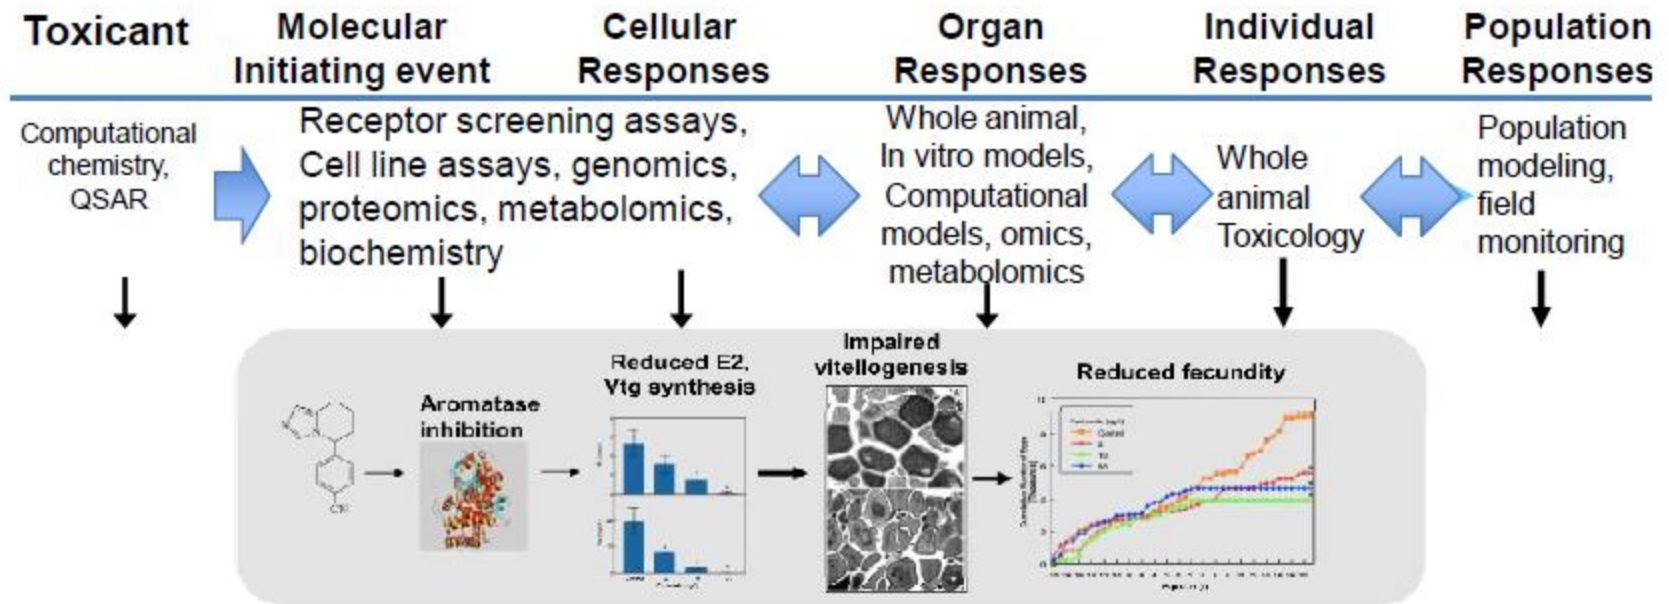 Toxicant
Molecular
Initiating event
Cellular
Responses
Organ
Responses
Individual
Responses
Population
Responses
Computational
chemistry,
QSAR
Receptor screening assays,
Cell line assays, genomics,
proteomics, metabolomics,
biochemistry
Whole animal,
In vitro models,
Computational
models, omics,
metabolomics
Whole
animal
Toxicology
Population
modeling,
field
monitoring
Aromatase
inhibition
Reduced E2,
Vtg synthesis
Impaired
vitellogenesis
Reduced fecundity
Control